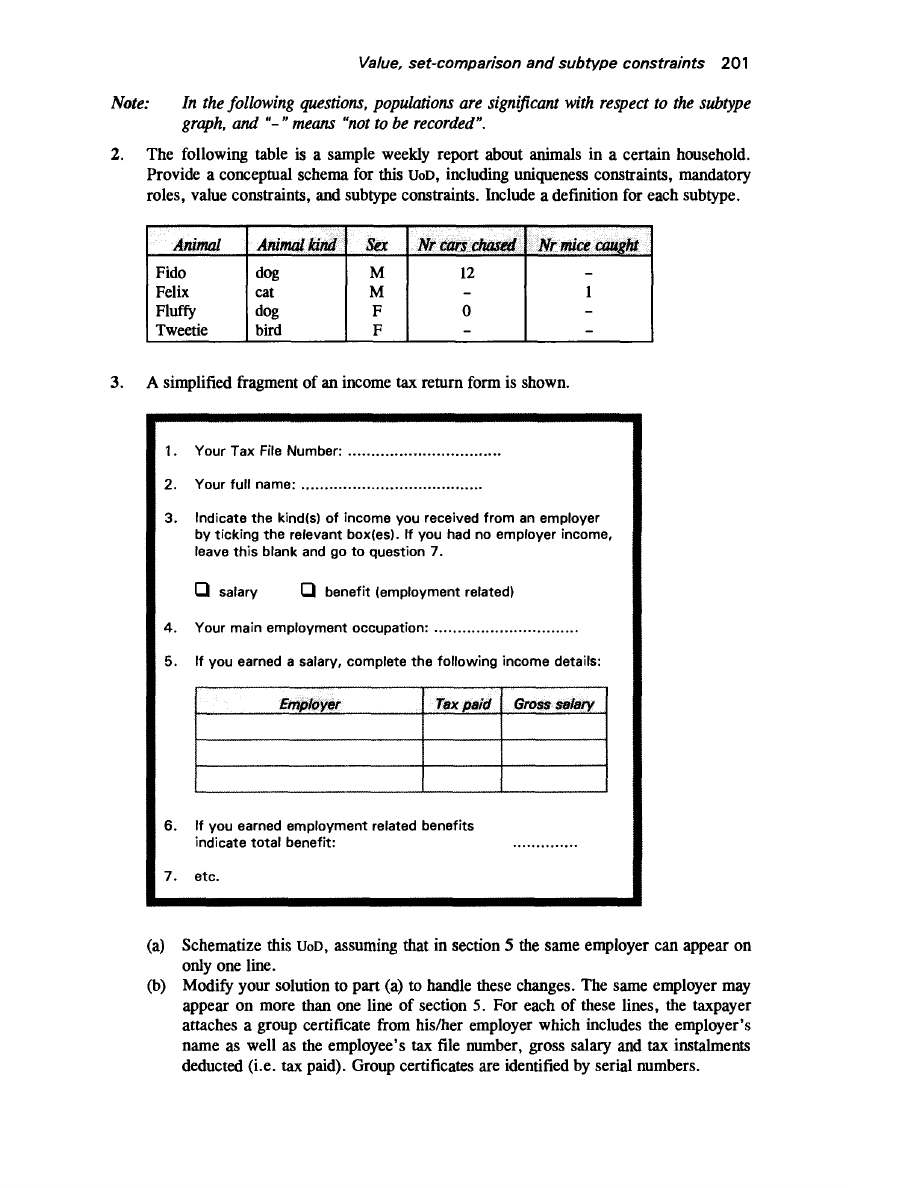 Value, set-comparison and subtype constraints 201
Note: In the following questions, populations are significant with respect to the subtype
graph, and "–" means "not to be recorded".
2. The following table is a sample weekly report about animals in a certain household.
Provide a conceptual schema for this UoD, including uniqueness constraints, mandatory
roles, value constraints, and subtype constraints. Include a definition for each subtype.
Animal Animal kind Sex Nr cars chased Nr mice caught
Fido dog M 12 –
Felix cat M – 1
Fluffy dog F 0 –
Tweetie bird F – –
3. A simplified fragment of an income tax return form is shown.
1. Your Tax File Number: .................................
2. Your full name: .......................................
3. Indicate the kind(s) of income you received from an employer
by ticking the relevant box(es). If you had no employer income,
leave this blank and go to question 7.
❑ salary ❑ benefit (employment related)
4. Your main employment occupation: ...............................
5. If you earned a salary, complete the following income details:
Employer Tax paid Gross salary
6. If you earned employment related benefits
indicate total benefit: ..............
7. etc.
(a) Schematize this UoD, assuming that in section 5 the same employer can appear on
only one line.
(b) Modify your solution to part (a) to handle these changes. The same employer may
appear on more than one line of section 5. For each of these lines, the taxpayer
attaches a group certificate from his/her employer which includes the employer's
name as well as the employee's tax file number, gross salary and tax instalments
deducted (i.e. tax paid). Group certificates are identified by serial numbers.